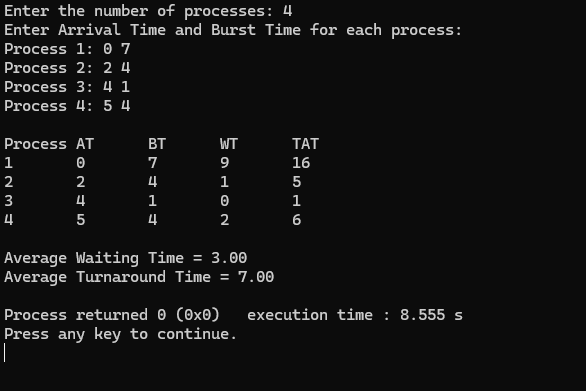 Enter the number of processes: 4
Enter Arrival Time and Burst Time for each process:
Process 1: 0 7
Process 2: 2 4
Process 3: 4 1
Process 4: 5 4
Process AT BT WT TAT
1 0 7 9 16
2 2 4 1 5
3 4 1 0 1
4 5 4 2 6
Average Waiting Time = 3.00
Average Turnaround Time = 7.00
Process returned 0 (0x0) execution time : 8.555 s
Press any key to continue.